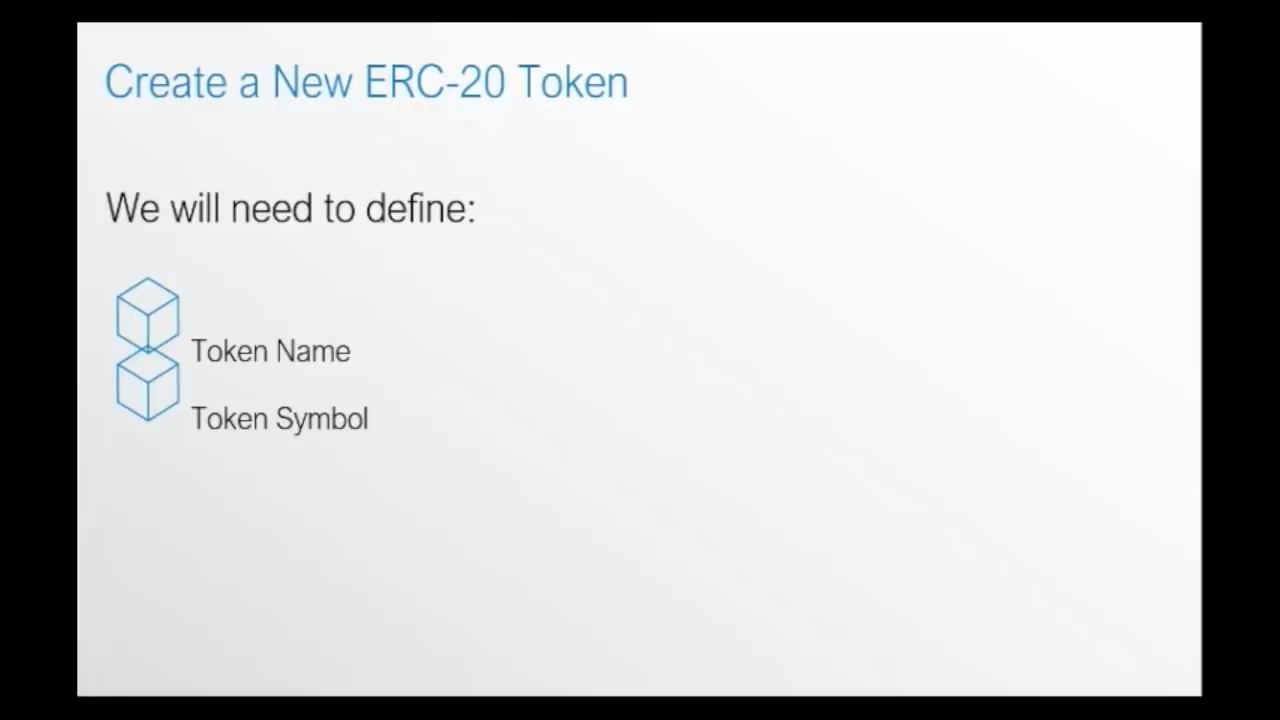 Create a New ERC-20 Token
We will need to define:
Token Name
Token Symbol